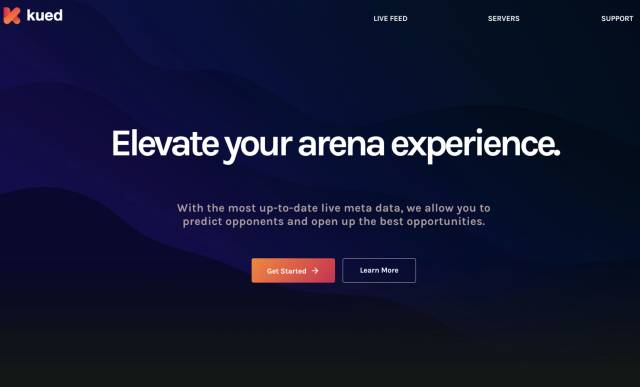 kued
LIVE FEED
SERVERS
SUPPORT
Elevate your arena experience.
With the most up-to-date live meta data, we allow you to
predict opponents and open up the best opportunities.
Get Started →
Learn More